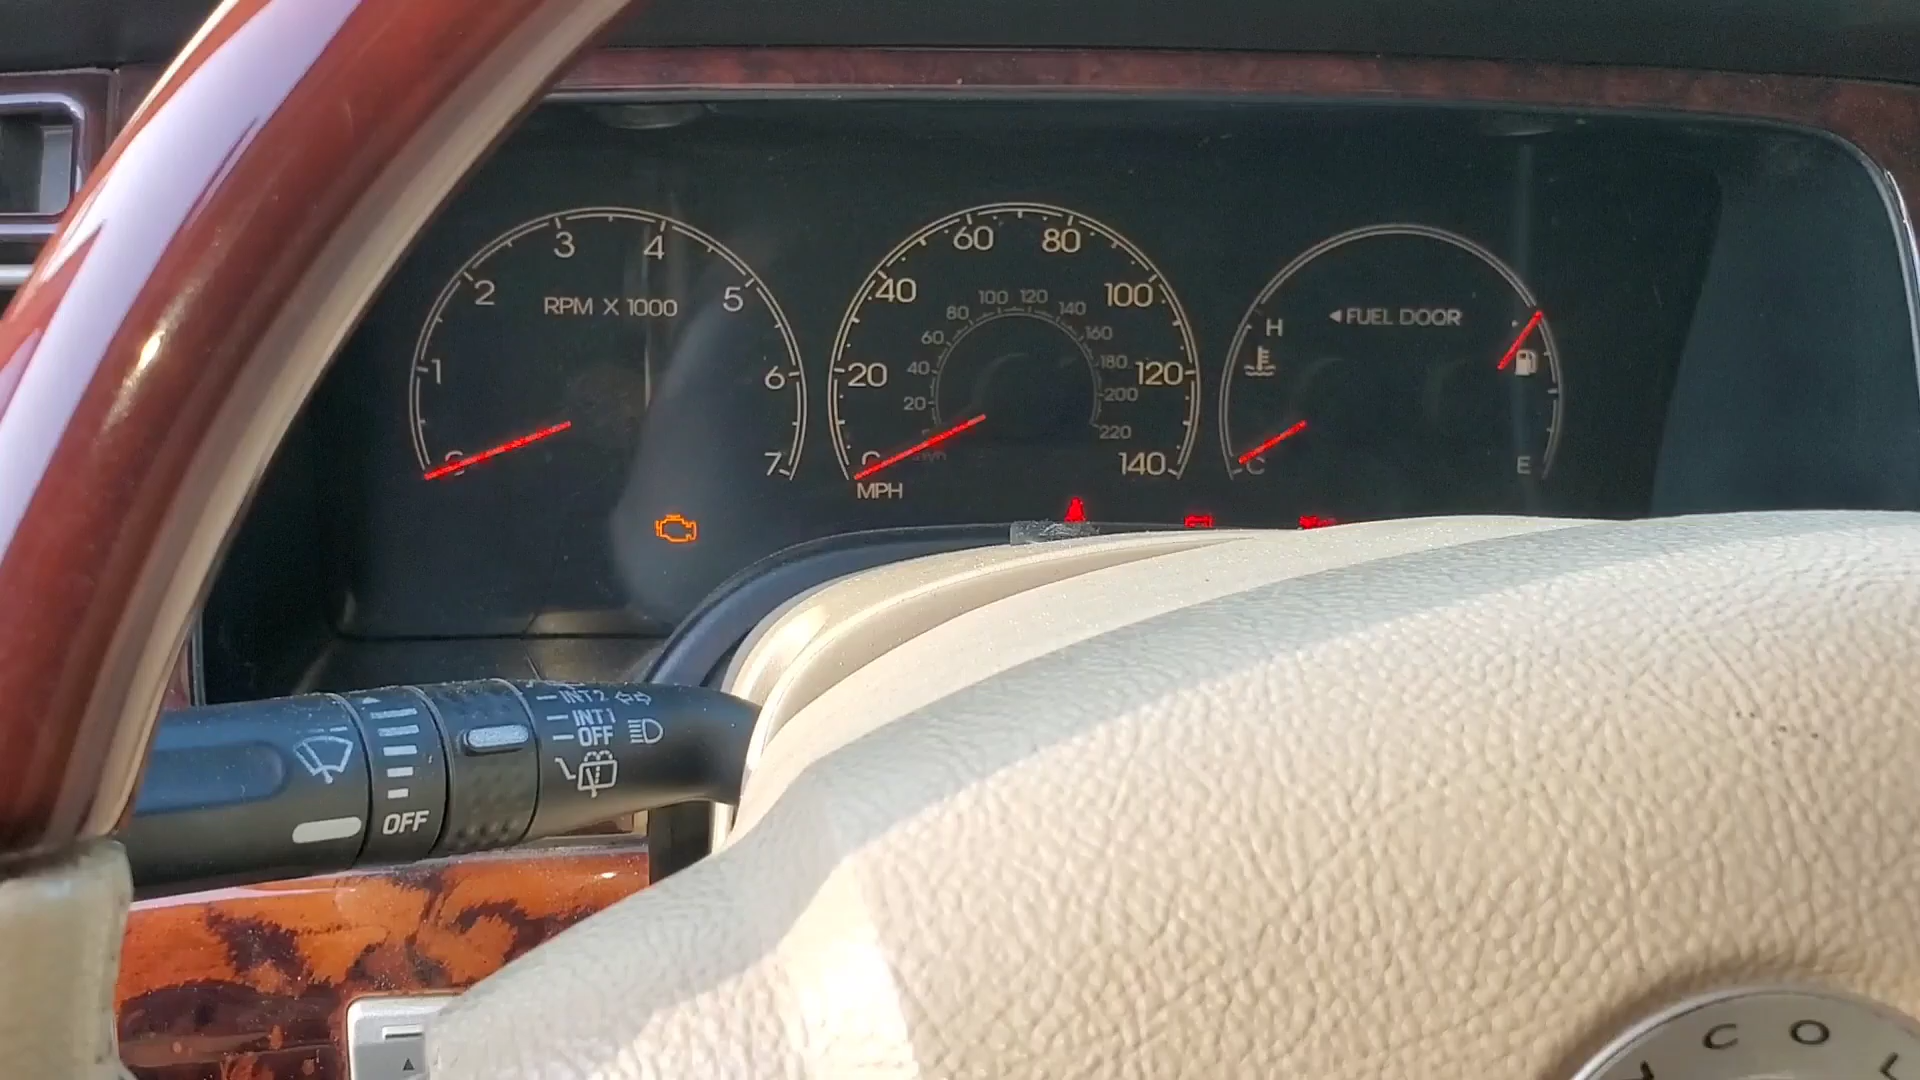 3 4
2 5
RPM X 1000
1 6
7
60 80
40 100
20 120
140
MPH
80 100 120 140
60 160
40 180
20 200
220
◄FUEL DOOR
H
C E
INT2
INT1
OFF
OFF
C O